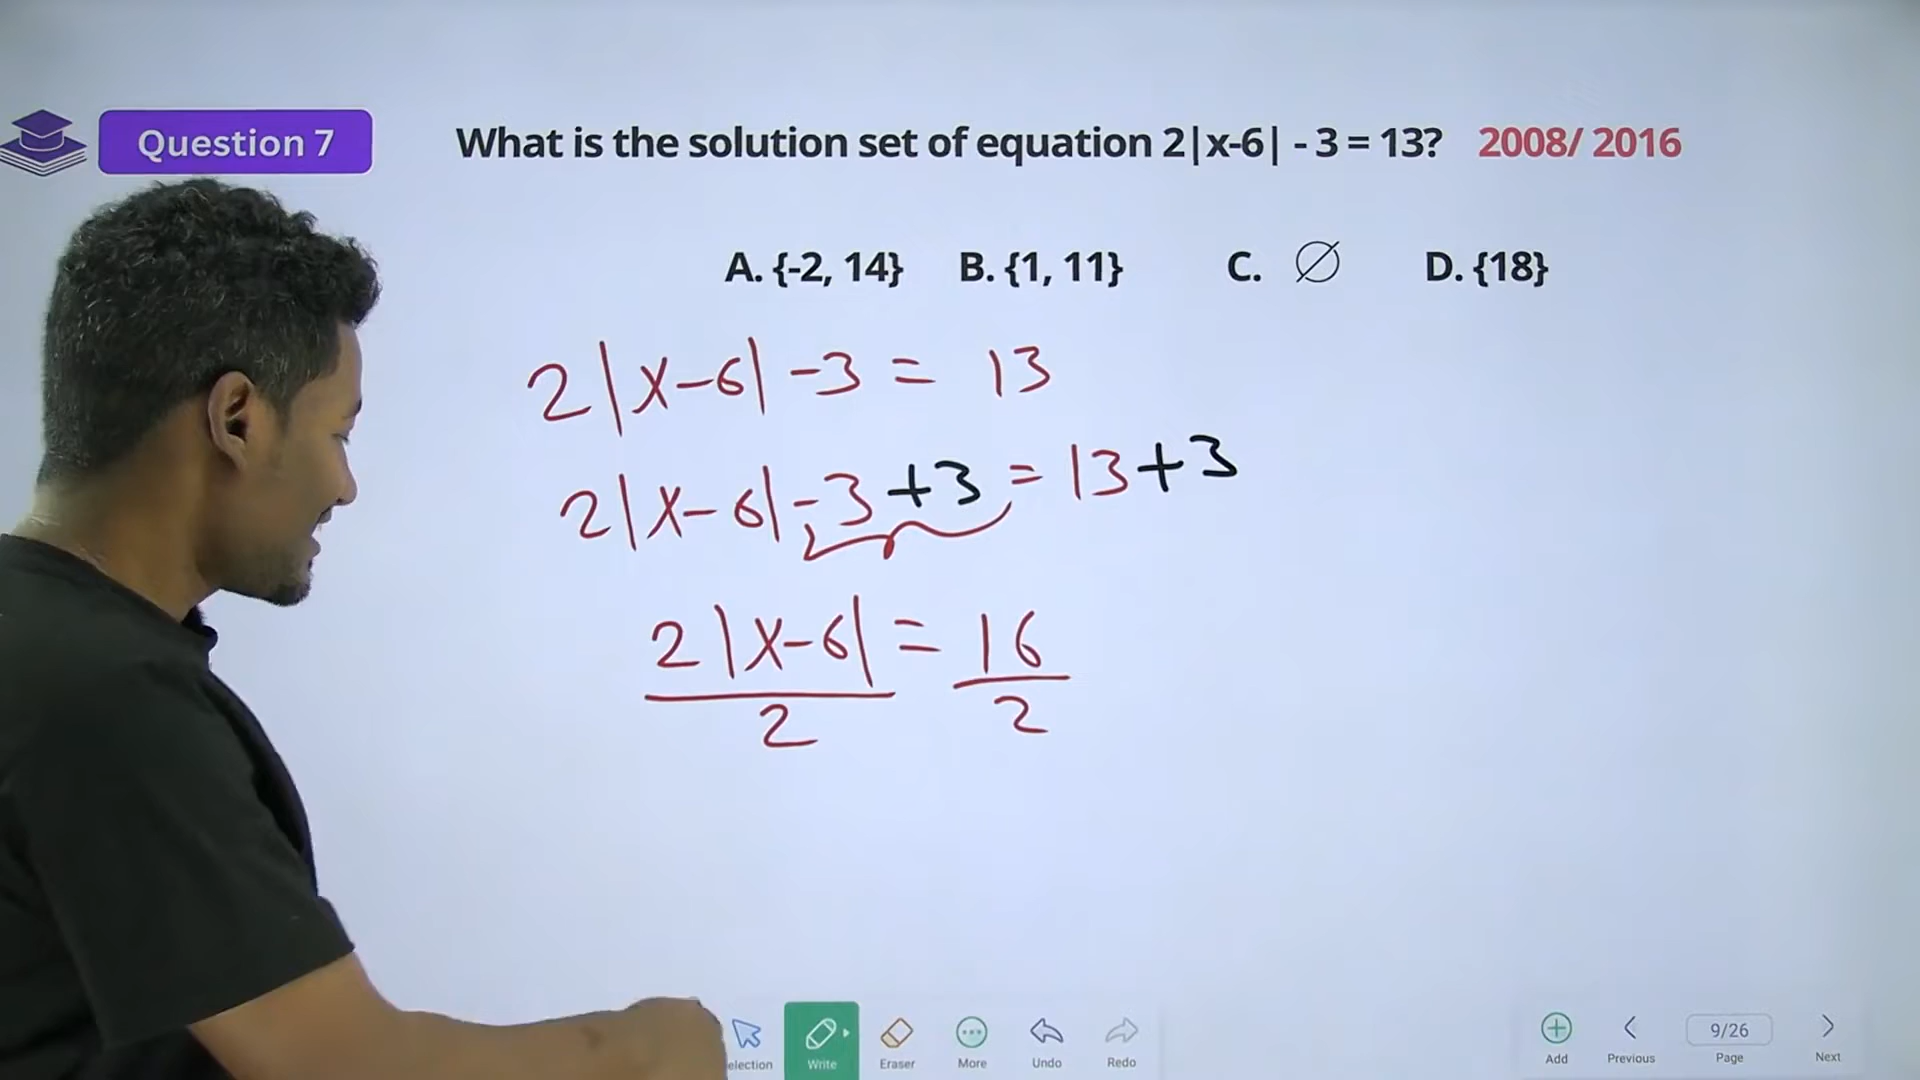 Question 7
What is the solution set of equation 2|x-6| - 3 = 13? 2008/ 2016
A. {-2, 14} B. {1, 11} C. ∅ D. {18}
2|x-6| -3 = 13
2|x-6| -3 +3 = 13 +3
2|x-6| = 16
2 2
election Write Eraser More Undo Redo Add Previous 9/26 Page Next